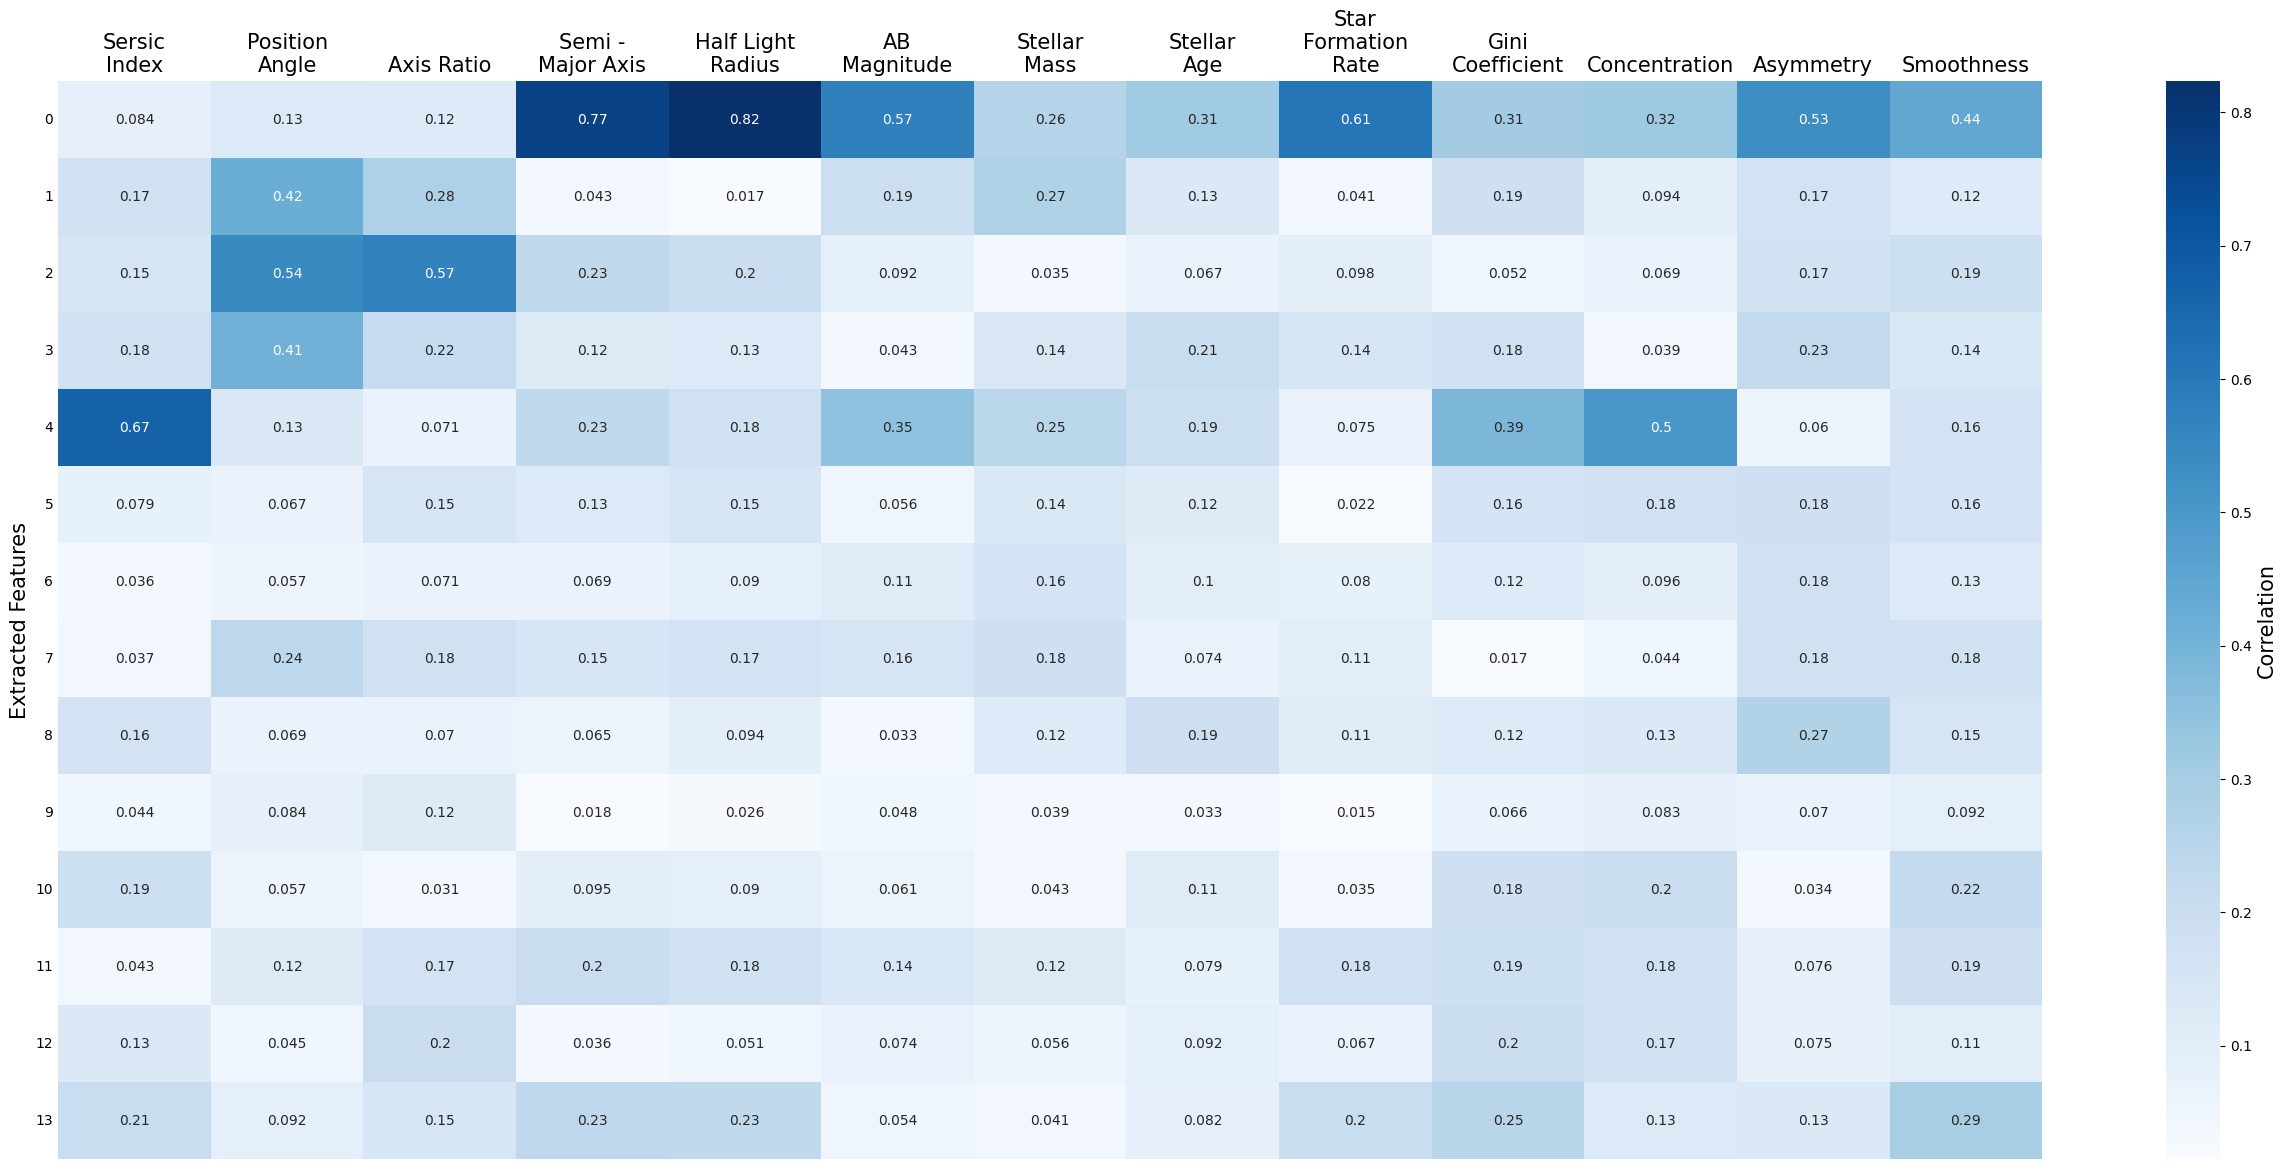 Sersic Index
Position Angle
Axis Ratio
Semi - Major Axis
Half Light Radius
AB Magnitude
Stellar Mass
Stellar Age
Star Formation Rate
Gini Coefficient
Concentration
Asymmetry
Smoothness
0 0.084 0.13 0.12 0.77 0.82 0.57 0.26 0.31 0.61 0.31 0.32 0.53 0.44
1 0.17 0.42 0.28 0.043 0.017 0.19 0.27 0.13 0.041 0.19 0.094 0.17 0.12
2 0.15 0.54 0.57 0.23 0.2 0.092 0.035 0.067 0.098 0.052 0.069 0.17 0.19
3 0.18 0.41 0.22 0.12 0.13 0.043 0.14 0.21 0.14 0.18 0.039 0.23 0.14
4 0.67 0.13 0.071 0.23 0.18 0.35 0.25 0.19 0.075 0.39 0.5 0.06 0.16
5 0.079 0.067 0.15 0.13 0.15 0.056 0.14 0.12 0.022 0.16 0.18 0.18 0.16
6 0.036 0.057 0.071 0.069 0.09 0.11 0.16 0.1 0.08 0.12 0.096 0.18 0.13
7 0.037 0.24 0.18 0.15 0.17 0.16 0.18 0.074 0.11 0.017 0.044 0.18 0.18
8 0.16 0.069 0.07 0.065 0.094 0.033 0.12 0.19 0.11 0.12 0.13 0.27 0.15
9 0.044 0.084 0.12 0.018 0.026 0.048 0.039 0.033 0.015 0.066 0.083 0.07 0.092
10 0.19 0.057 0.031 0.095 0.09 0.061 0.043 0.11 0.035 0.18 0.2 0.034 0.22
11 0.043 0.12 0.17 0.2 0.18 0.14 0.12 0.079 0.18 0.19 0.18 0.076 0.19
12 0.13 0.045 0.2 0.036 0.051 0.074 0.056 0.092 0.067 0.2 0.17 0.075 0.11
13 0.21 0.092 0.15 0.23 0.23 0.054 0.041 0.082 0.2 0.25 0.13 0.13 0.29
Extracted Features
0.8
0.7
0.6
0.5
0.4
0.3
0.2
0.1
Correlation